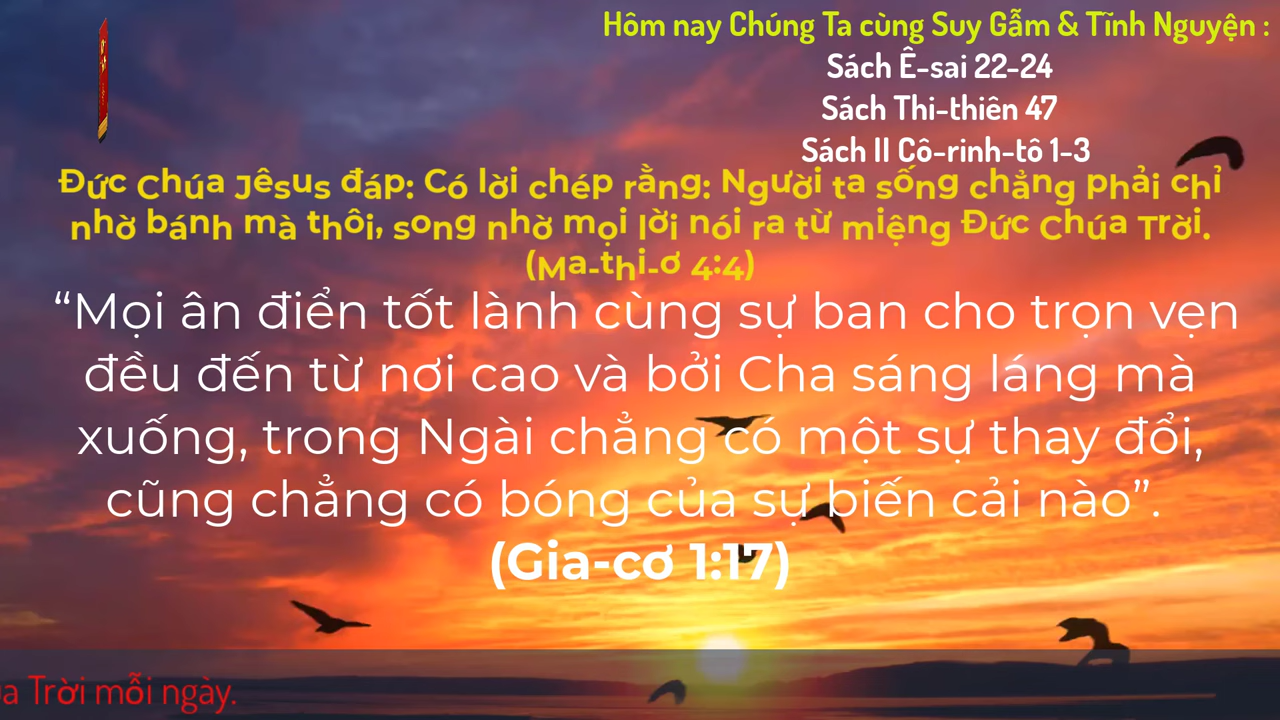 Hôm nay Chúng Ta cùng Suy Gẫm & Tĩnh Nguyện :
Sách Ê-sai 22-24
Sách Thi-thiên 47
Sách II Cô-rinh-tô 1-3
Đức Chúa Jêsus đáp: Có lời chép rằng: Người ta sống chẳng phải chỉ
nhờ bánh mà thôi, song nhờ mọi lời nói ra từ miệng Đức Chúa Trời.
(Ma-thi-ơ 4:4)
“Mọi ân điển tốt lành cùng sự ban cho trọn vẹn
đều đến từ nơi cao và bởi Cha sáng láng mà
xuống, trong Ngài chẳng có một sự thay đổi,
cũng chẳng có bóng của sự biến cải nào”.
(Gia-cơ 1:17)
Trời mỗi ngày.